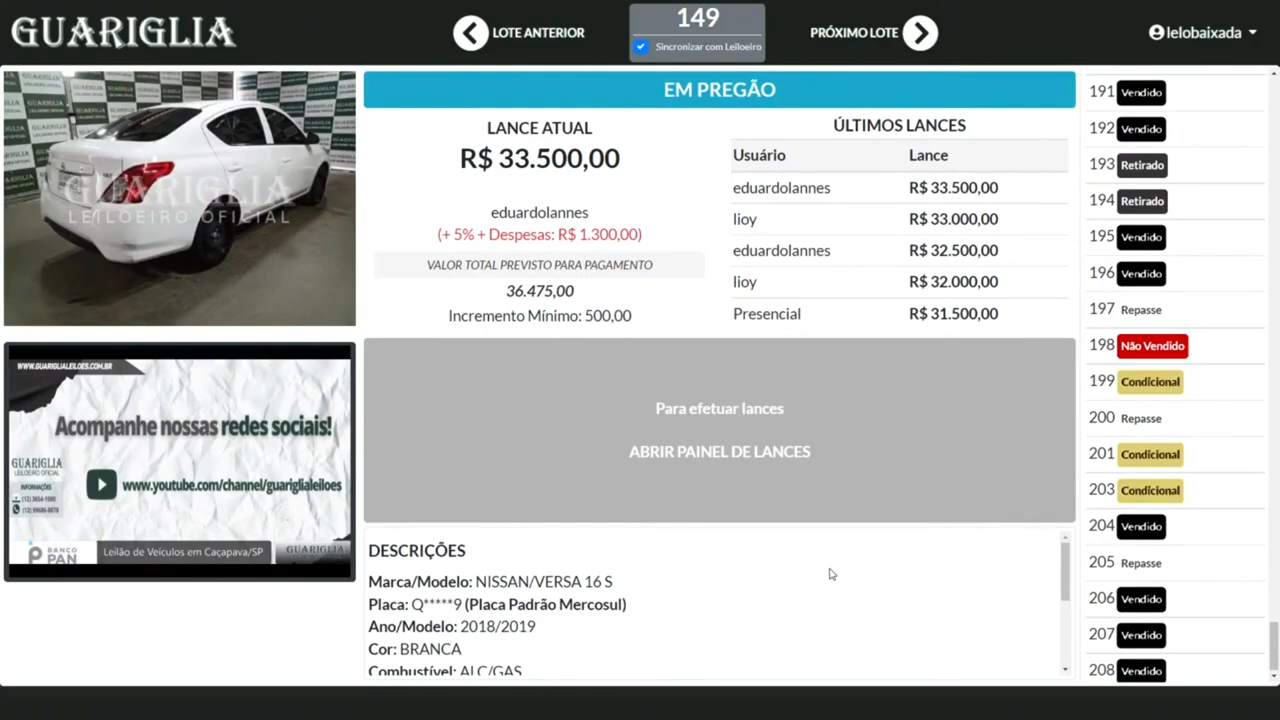 GUARIGLIA
LOTE ANTERIOR
149
Sincronizar com Leiloeiro
PRÓXIMO LOTE
lelobaixada
GUARIGLIA
LEILOEIRO OFICIAL
EM PREGÃO
LANCE ATUAL
R$ 33.500,00
eduardolannes
(+ 5% + Despesas: R$ 1.300,00)
VALOR TOTAL PREVISTO PARA PAGAMENTO
36.475,00
Incremento Mínimo: 500,00
ÚLTIMOS LANCES
Usuário Lance
eduardolannes R$ 33.500,00
lioy R$ 33.000,00
eduardolannes R$ 32.500,00
lioy R$ 32.000,00
Presencial R$ 31.500,00
Para efetuar lances
ABRIR PAINEL DE LANCES
WWW.GUARIGLIALEILOES.COM.BR
Acompanhe nossas redes sociais!
GUARIGLIA
LEILOEIRO OFICIAL
INFORMAÇÕES
www.youtube.com/channel/guariglialeiloes
BANCO
PAN
Leilão de Veículos em Caçapava/SP
GUARIGLIA
DESCRIÇÕES
Marca/Modelo: NISSAN/VERSA 16 S
Placa: Q*****9 (Placa Padrão Mercosul)
Ano/Modelo: 2018/2019
Cor: BRANCA
Combustível: ALC/GAS
191 Vendido
192 Vendido
193 Retirado
194 Retirado
195 Vendido
196 Vendido
197 Repasse
198 Não Vendido
199 Condicional
200 Repasse
201 Condicional
203 Condicional
204 Vendido
205 Repasse
206 Vendido
207 Vendido
208 Vendido